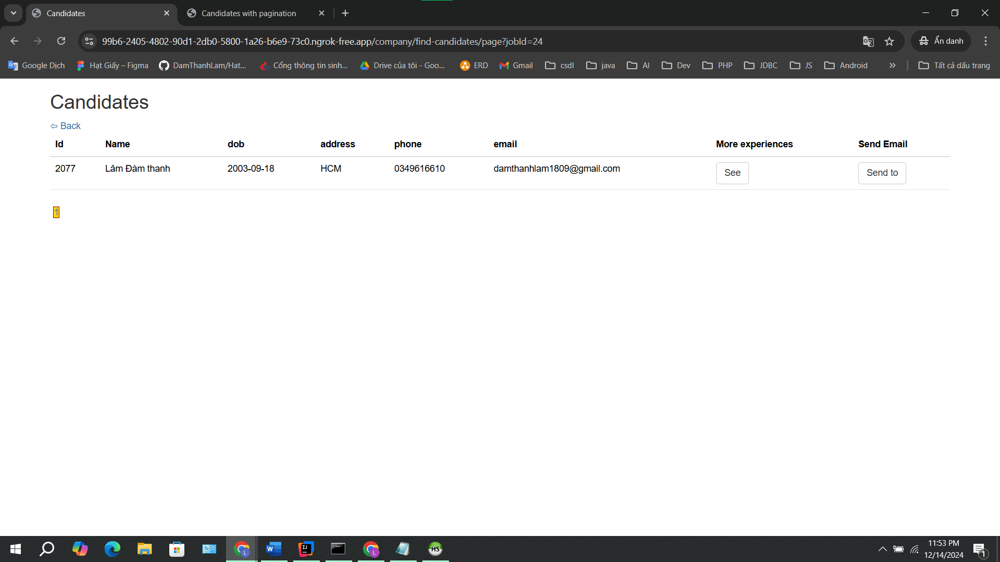 Candidates
Candidates with pagination
99b6-2405-4802-90d1-2db0-5800-1a26-b6e9-73c0.ngrok-free.app/company/find-candidates/page?jobId=24
Ẩn danh
Google Dịch
Hạt Giấy – Figma
DamThanhLam/Hat...
Cổng thông tin sinh...
Drive của tôi - Goo...
ERD
Gmail
csdl
java
AI
Dev
PHP
JDBC
JS
Android
Tất cả dấu trang
Candidates
⇦ Back
Id Name dob address phone email More experiences Send Email
2077 Lâm Đàm thanh 2003-09-18 HCM 0349616610 damthanhlam1809@gmail.com See Send to
1
11:53 PM
12/14/2024
1